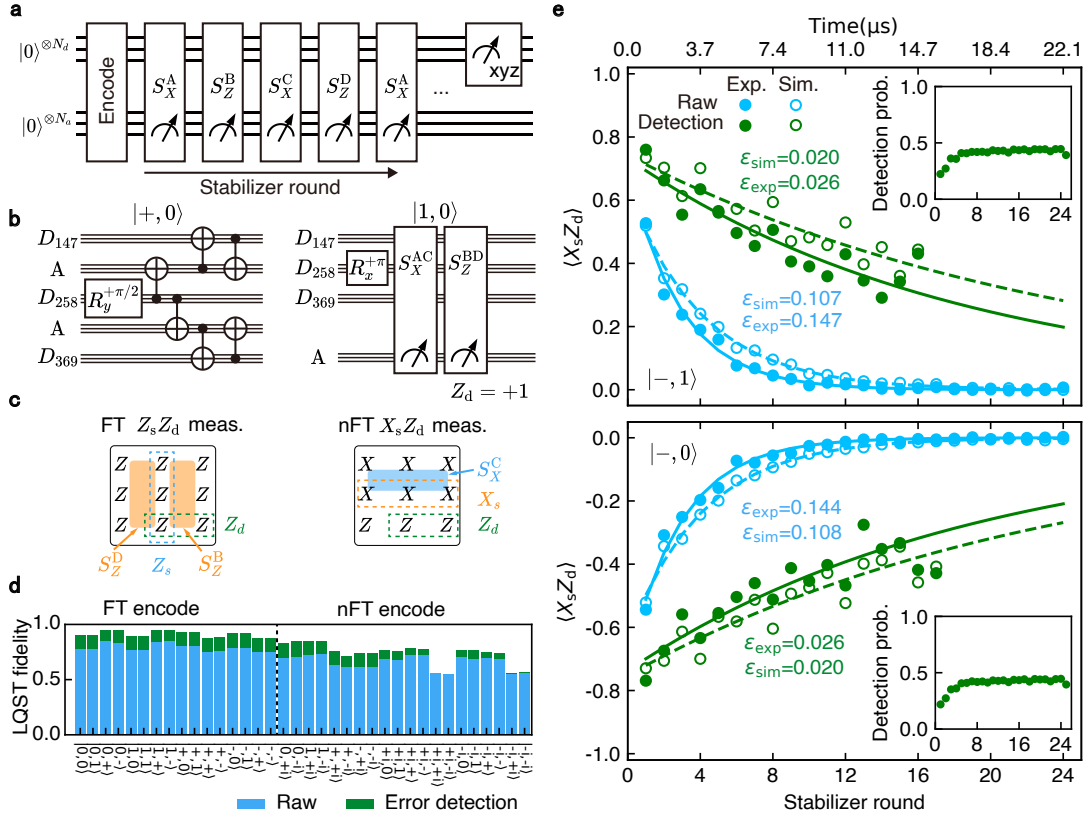 a
|0⟩⊗N_d
|0⟩⊗N_a
Encode
S_X^A
S_Z^B
S_X^C
S_Z^D
S_X^A
...
xyz
Stabilizer round
b
|+, 0⟩
D_147
A
D_258
R_y^{+π/2}
A
D_369
|1, 0⟩
D_147
D_258
R_x^{+π}
D_369
A
S_X^{AC}
S_Z^{BD}
Z_d = +1
c
FT Z_sZ_d meas.
Z Z Z
Z Z
Z Z Z
Z_d
S_Z^D
Z_s
S_Z^B
nFT X_sZ_d meas.
X X X
S_X^C
X X X
X_s
Z Z Z
Z_d
d
FT encode
nFT encode
LQST fidelity
1.0
0.5
0.0
Raw
Error detection
e
Time(μs)
0.0 3.7 7.4 11.0 14.7 18.4 22.1
Exp. Sim.
Raw
Detection
ε_sim=0.020
ε_exp=0.026
ε_sim=0.107
ε_exp=0.147
|−, 1⟩
⟨X_sZ_d⟩
1.0
0.8
0.6
0.4
0.2
0.0
Detection prob.
1.0
0.5
0.0
0 8 16 24
|−, 0⟩
ε_exp=0.144
ε_sim=0.108
ε_exp=0.026
ε_sim=0.020
⟨X_sZ_d⟩
0.0
-0.2
-0.4
-0.6
-0.8
-1.0
Detection prob.
1.0
0.5
0.0
0 8 16 24
0 4 8 12 16 20 24
Stabilizer round